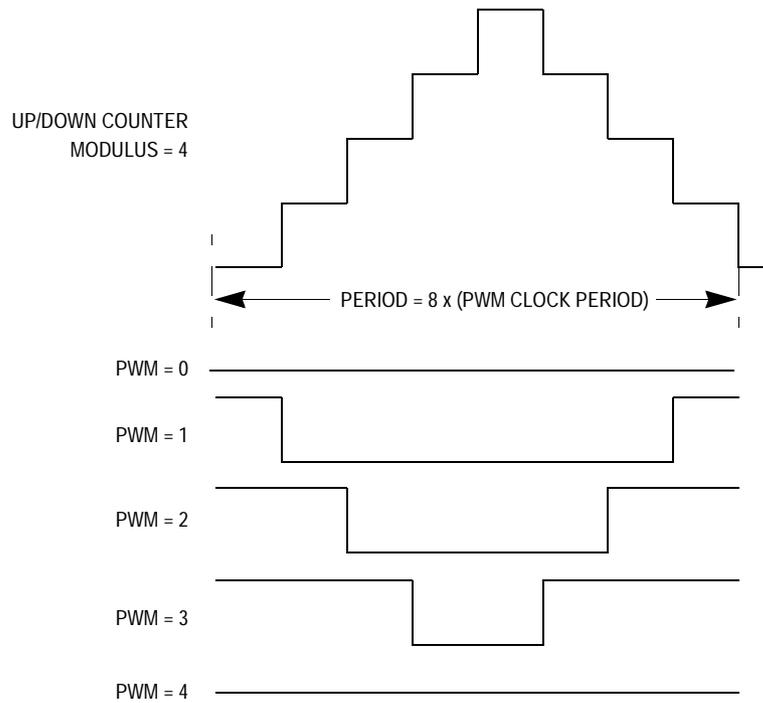 UP/DOWN COUNTER
MODULUS = 4
PERIOD = 8 x (PWM CLOCK PERIOD)
PWM = 0
PWM = 1
PWM = 2
PWM = 3
PWM = 4